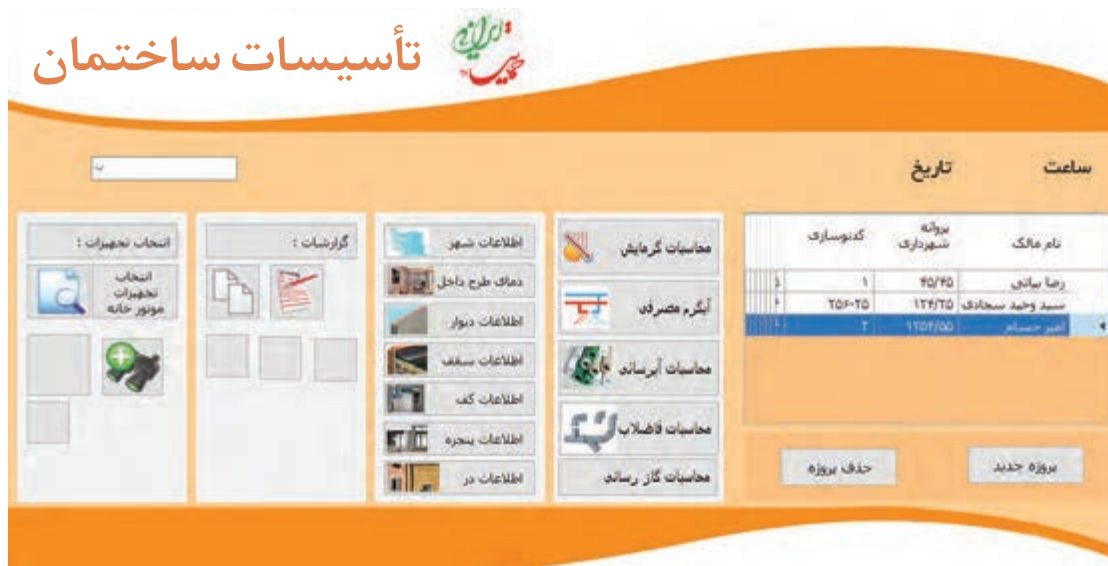 تأسیسات ساختمان
ساعت
تاریخ
نام مالک
پروانه شهرداری
کدنوسازی
رضا بیاتی
۴۵/۴۵
۱
سید وحید سجادی
۱۲۴/۲۵
امیر حسام
۱۲۵۴/۵۵
۲
پروژه جدید
حذف پروژه
محاسبات گرمایش
آبگرم مصرفی
محاسبات آبرسانی
محاسبات فاضلاب
محاسبات گاز رسانی
اطلاعات شهر
دمای طرح داخل
اطلاعات دیوار
اطلاعات سقف
اطلاعات کف
اطلاعات پنجره
اطلاعات در
گزارشات :
انتخاب تجهیزات :
انتخاب
تجهیزات
موتور خانه